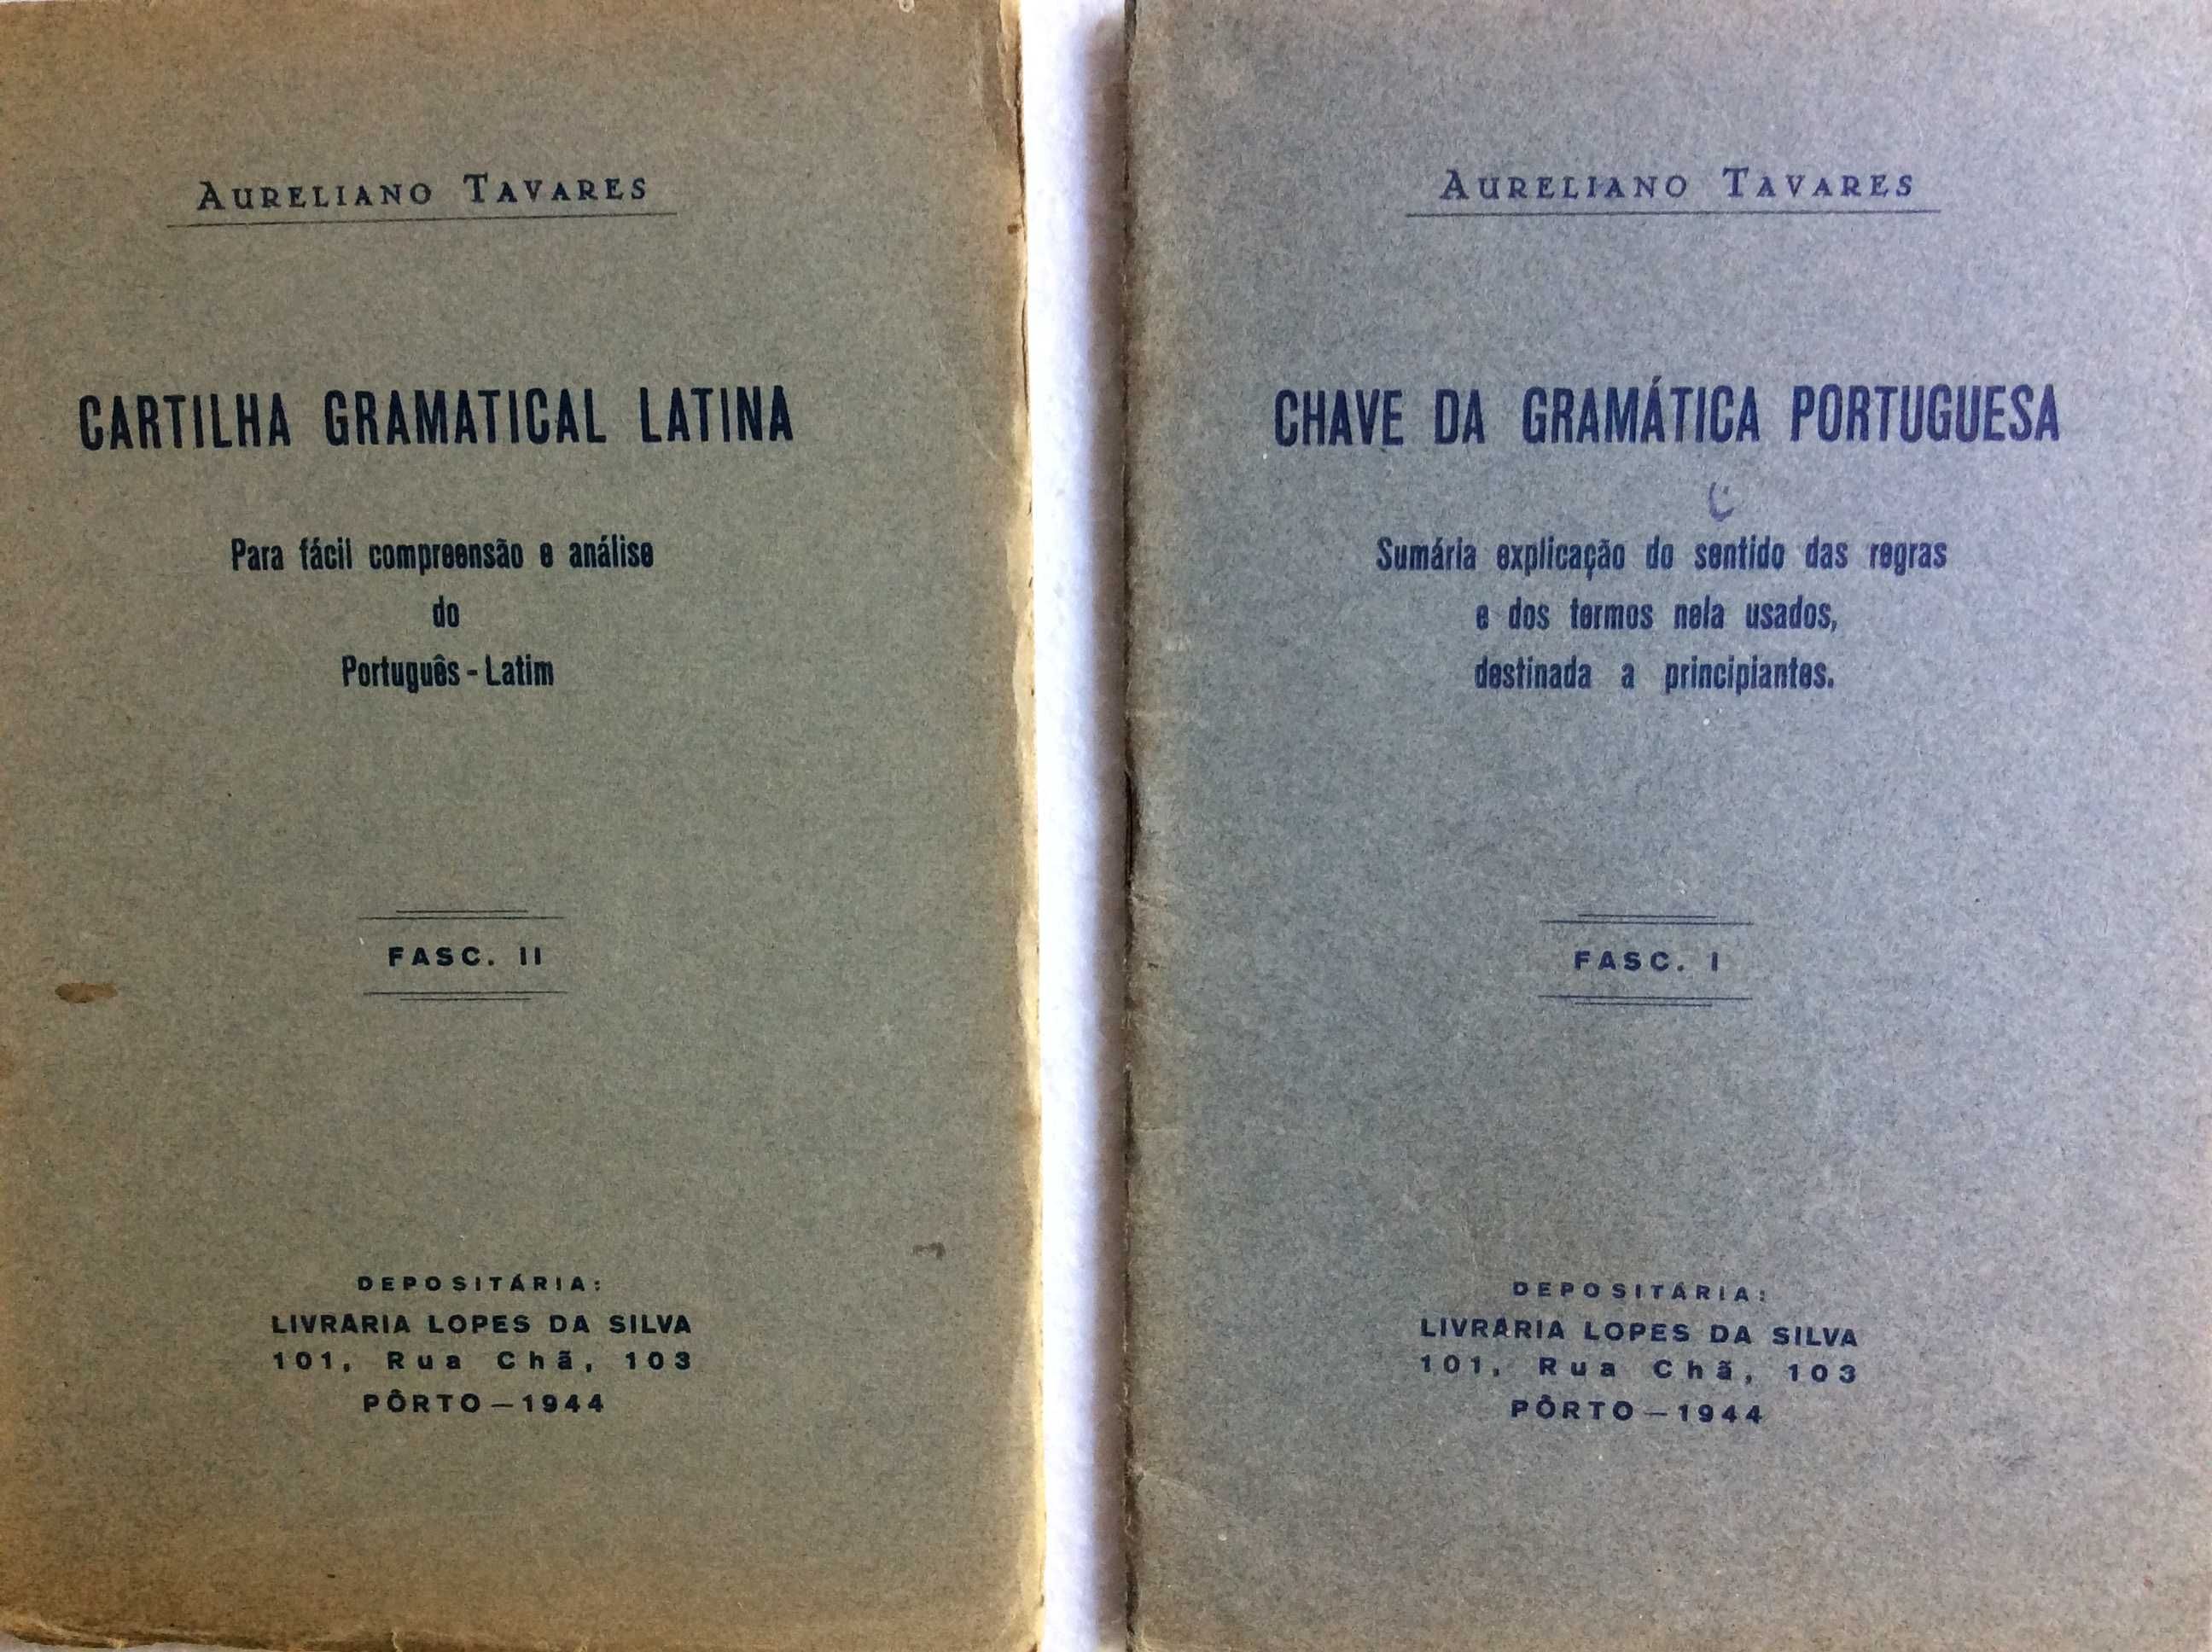 AURELIANO TAVARES
CARTILHA GRAMATICAL LATINA
Para fácil compreensão e análise
do
Português - Latim
FASC. II
DEPOSITÁRIA:
LIVRARIA LOPES DA SILVA
101, Rua Chã, 103
PÔRTO — 1944
AURELIANO TAVARES
CHAVE DA GRAMÁTICA PORTUGUESA
Sumária explicação do sentido das regras
e dos termos nela usados,
destinada a principiantes.
FASC. I
DEPOSITÁRIA:
LIVRARIA LOPES DA SILVA
101, Rua Chã, 103
PÔRTO — 1944